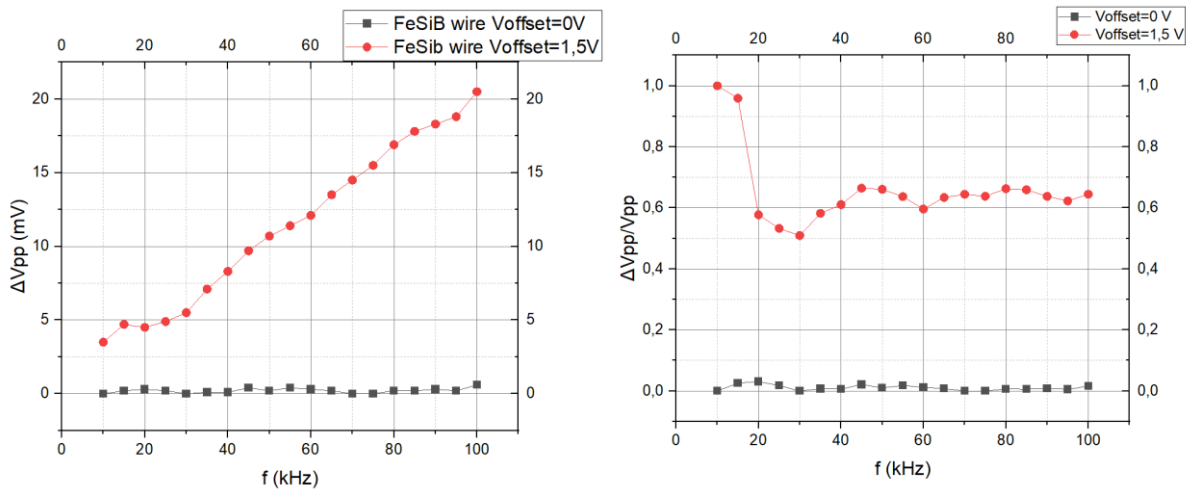 FeSiB wire Voffset=0V
FeSib wire Voffset=1,5V
0 20 40 60
20 20
15 15
10 10
5 5
0 0
0 20 40 60 80 100
ΔVpp (mV)
f (kHz)
Voffset=0 V
Voffset=1,5 V
0 20 40 60 80
1,0 1,0
0,8 0,8
0,6 0,6
0,4 0,4
0,2 0,2
0,0 0,0
0 20 40 60 80 100
ΔVpp/Vpp
f (kHz)